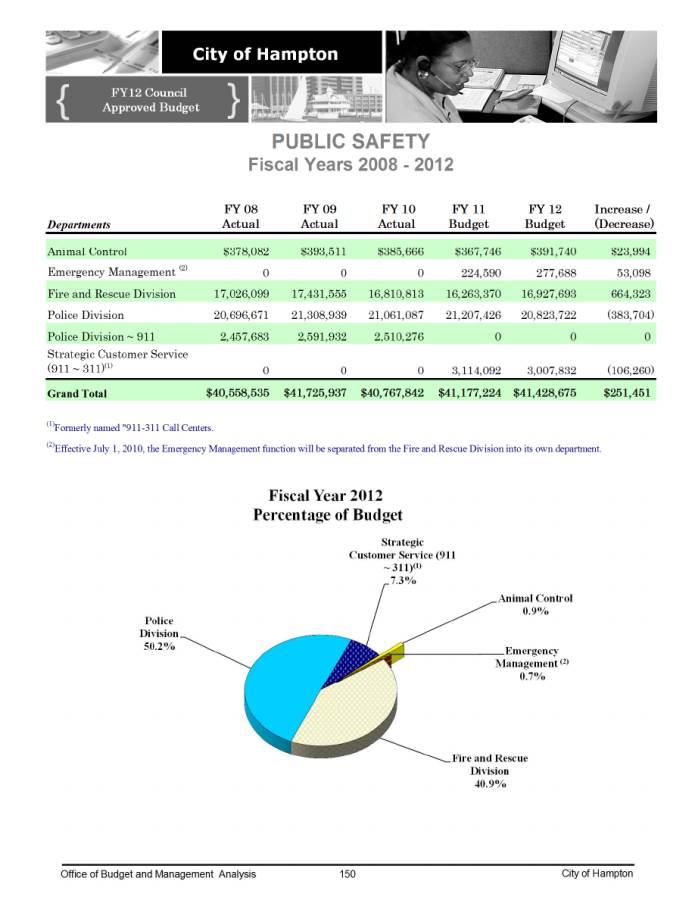 City of Hampton
{ FY12 Council }
Approved Budget
PUBLIC SAFETY
Fiscal Years 2008 - 2012
FY 08 FY 09 FY 10 FY 11 FY 12 Increase /
Departments Actual Actual Actual Budget Budget (Decrease)
Animal Control $378,082 $393,511 $385,666 $367,746 $391,740 $23,994
Emergency Management (2) 0 0 0 224,590 277,688 53,098
Fire and Rescue Division 17,026,099 17,431,555 16,810,813 16,263,370 16,927,693 664,323
Police Division 20,696,671 21,308,939 21,061,087 21,207,426 20,823,722 (383,704)
Police Division ~ 911 2,457,683 2,591,932 2,510,276 0 0 0
Strategic Customer Service
(911 ~ 311)(1) 0 0 0 3,114,092 3,007,832 (106,260)
Grand Total $40,558,535 $41,725,937 $40,767,842 $41,177,224 $41,428,675 $251,451
(1)Formerly named "911-311 Call Centers.
(2)Effective July 1, 2010, the Emergency Management function will be separated from the Fire and Rescue Division into its own department.
Fiscal Year 2012
Percentage of Budget
Strategic
Customer Service (911
~311)(1)
7.3%
Animal Control
0.9%
Police
Division
50.2%
Emergency
Management (2)
0.7%
Fire and Rescue
Division
40.9%
Office of Budget and Management Analysis 150 City of Hampton